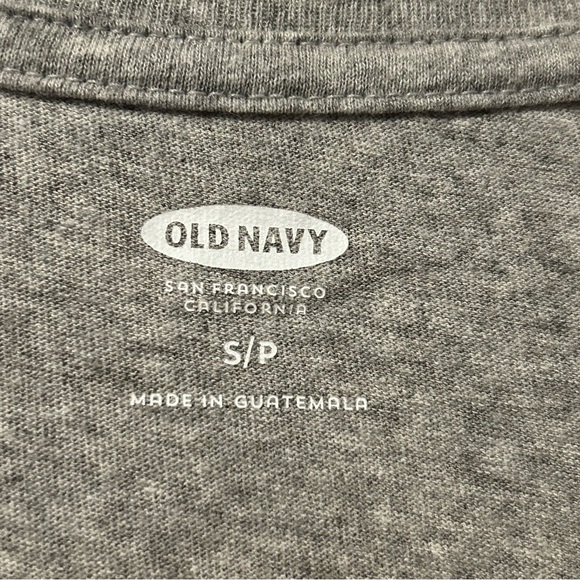 OLD NAVY
SAN FRANCISCO
CALIFORNIA
S/P
MADE IN GUATEMALA